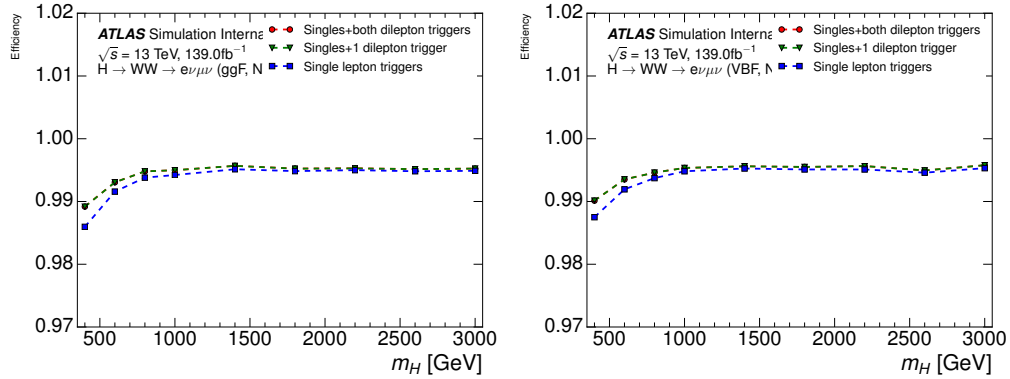 1.02
1.01
1.00
0.99
0.98
0.97
Efficiency
ATLAS Simulation Interna
√s = 13 TeV, 139.0fb⁻¹
H → WW → eνμν (ggF, N
Singles+both dilepton triggers
Singles+1 dilepton trigger
Single lepton triggers
500 1000 1500 2000 2500 3000
m_H [GeV]
1.02
1.01
1.00
0.99
0.98
0.97
Efficiency
ATLAS Simulation Interna
√s = 13 TeV, 139.0fb⁻¹
H → WW → eνμν (VBF, N
Singles+both dilepton triggers
Singles+1 dilepton trigger
Single lepton triggers
500 1000 1500 2000 2500 3000
m_H [GeV]